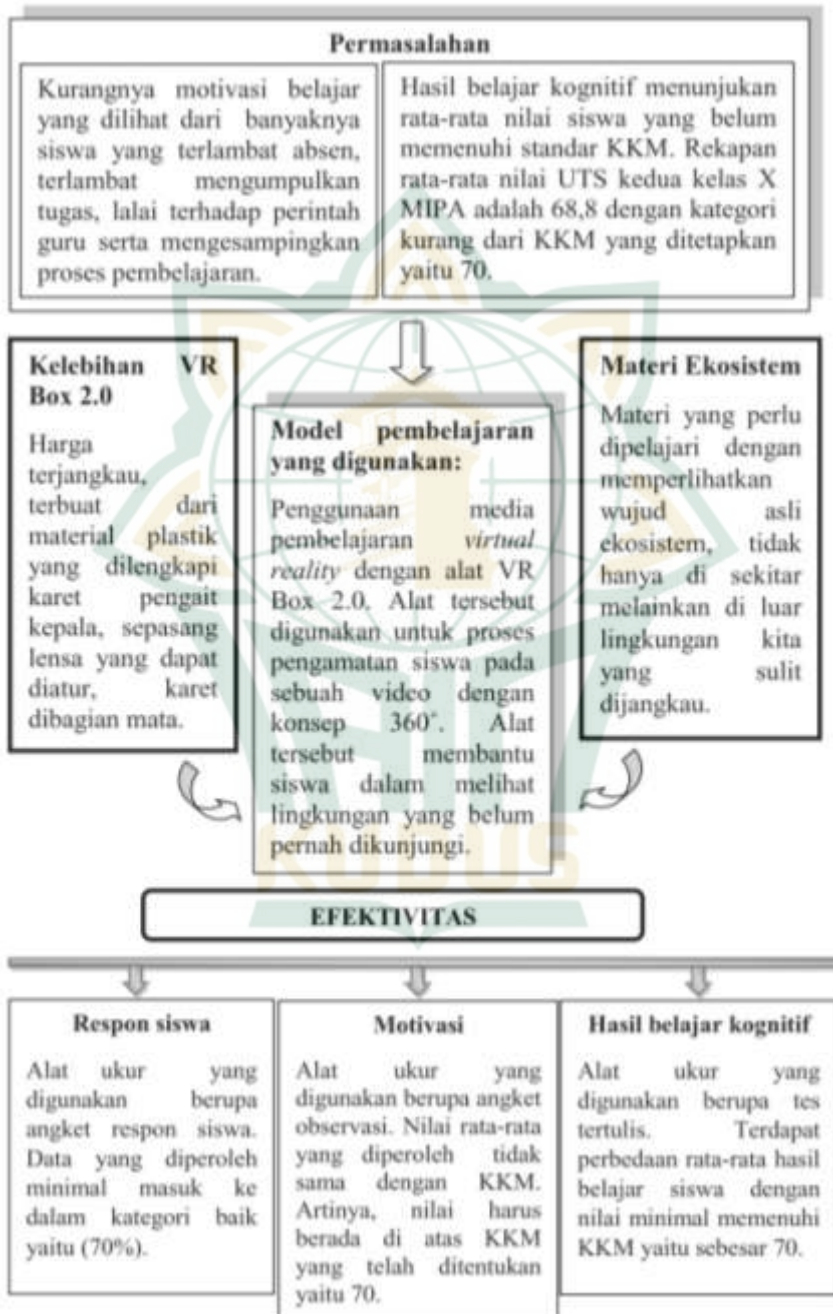 Permasalahan
Kurangnya motivasi belajar
yang dilihat dari banyaknya
siswa yang terlambat absen,
terlambat mengumpulkan
tugas, lalai terhadap perintah
guru serta mengesampingkan
proses pembelajaran.
Hasil belajar kognitif menunjukan
rata-rata nilai siswa yang belum
memenuhi standar KKM. Rekapan
rata-rata nilai UTS kedua kelas X
MIPA adalah 68,8 dengan kategori
kurang dari KKM yang ditetapkan
yaitu 70.
Kelebihan VR
Box 2.0
Harga
terjangkau,
terbuat dari
material plastik
yang dilengkapi
karet pengait
kepala, sepasang
lensa yang dapat
diatur, karet
dibagian mata.
Model pembelajaran
yang digunakan:
Penggunaan media
pembelajaran virtual
reality dengan alat VR
Box 2.0. Alat tersebut
digunakan untuk proses
pengamatan siswa pada
sebuah video dengan
konsep 360°. Alat
tersebut membantu
siswa dalam melihat
lingkungan yang belum
pernah dikunjungi.
Materi Ekosistem
Materi yang perlu
dipelajari dengan
memperlihatkan
wujud asli
ekosistem, tidak
hanya di sekitar
melainkan di luar
lingkungan kita
yang sulit
dijangkau.
KUDUS
EFEKTIVITAS
Respon siswa
Alat ukur yang
digunakan berupa
angket respon siswa.
Data yang diperoleh
minimal masuk ke
dalam kategori baik
yaitu (70%).
Motivasi
Alat ukur yang
digunakan berupa angket
observasi. Nilai rata-rata
yang diperoleh tidak
sama dengan KKM.
Artinya, nilai harus
berada di atas KKM
yang telah ditentukan
yaitu 70.
Hasil belajar kognitif
Alat ukur yang
digunakan berupa tes
tertulis. Terdapat
perbedaan rata-rata hasil
belajar siswa dengan
nilai minimal memenuhi
KKM yaitu sebesar 70.